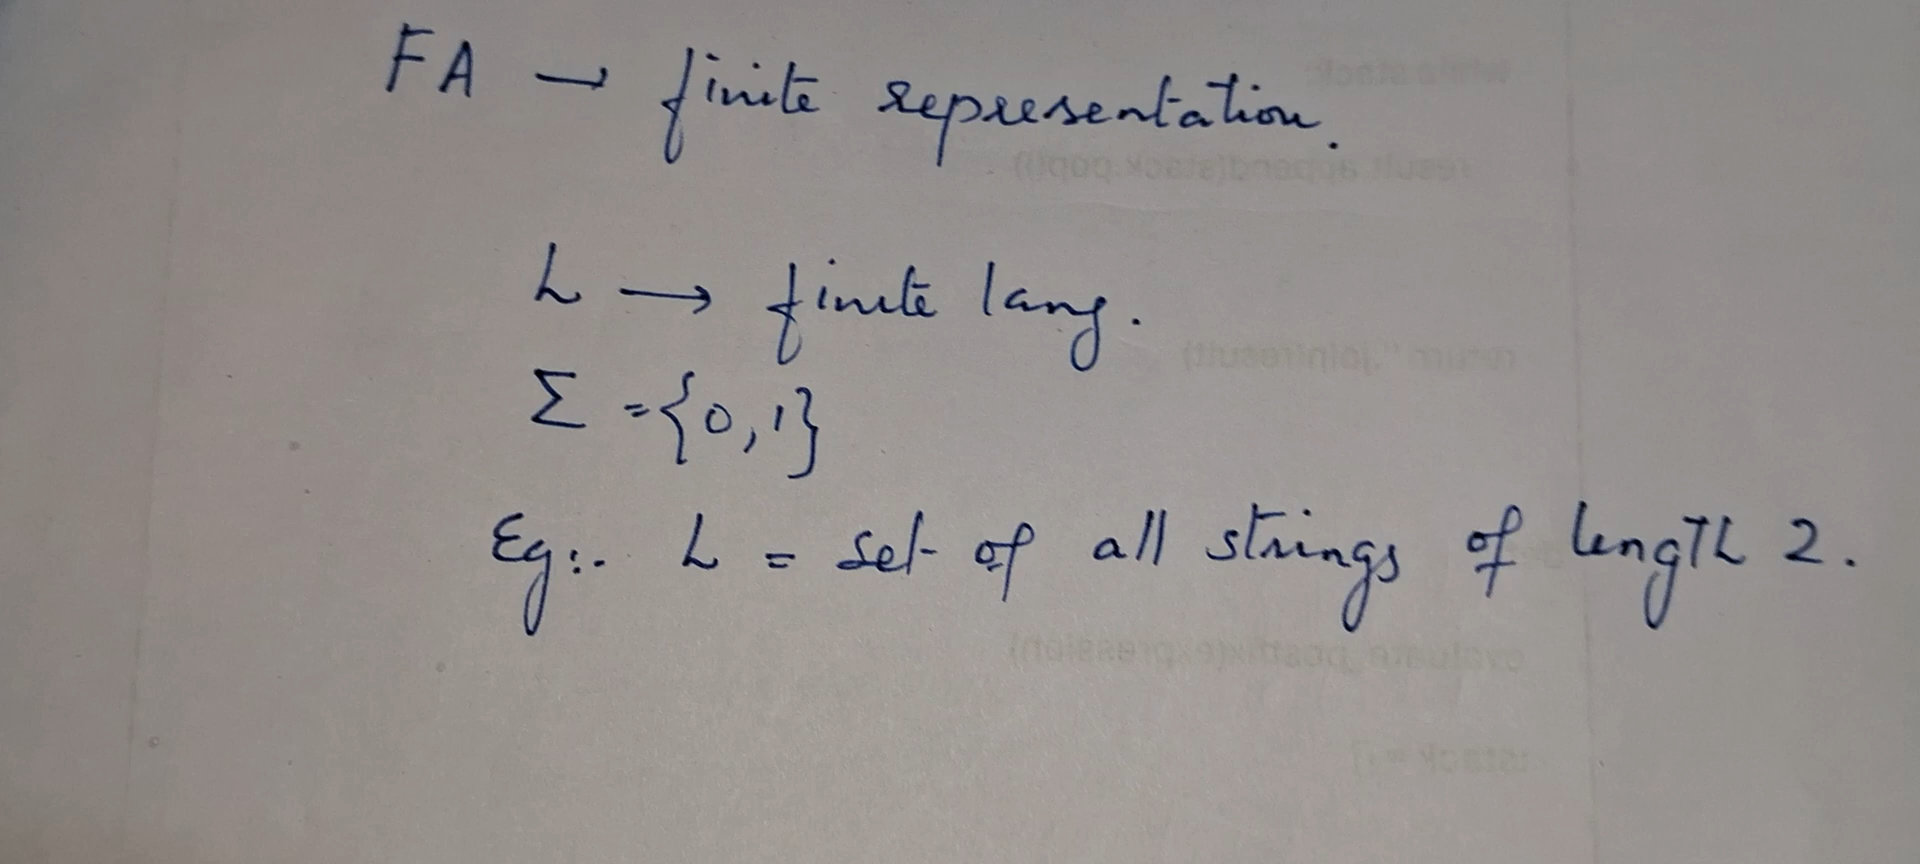 FA → finite representation.
L → finite lang.
Σ = {0,1}
Eg:. L = set of all strings of length 2.